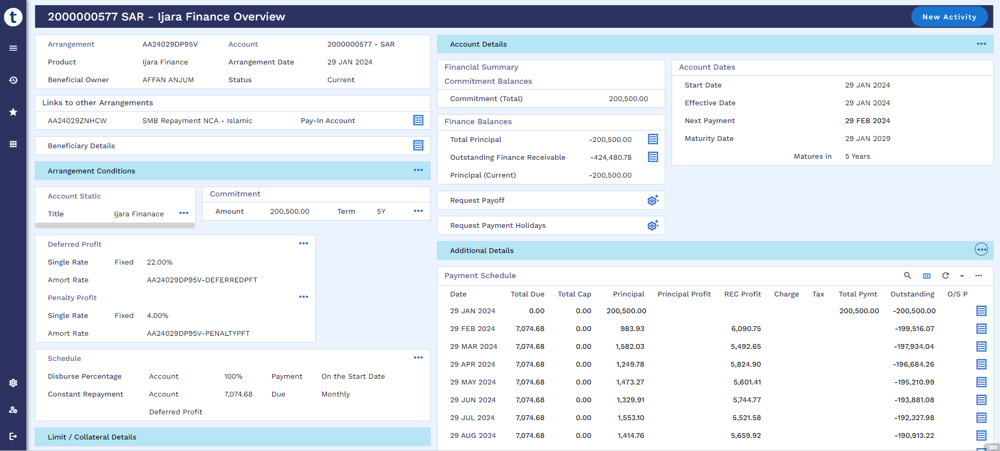 t
2000000577 SAR - Ijara Finance Overview
New Activity
Arrangement AA24029DP95V Account 2000000577 - SAR
Product Ijara Finance Arrangement Date 29 JAN 2024
Beneficial Owner AFFAN ANJUM Status Current
Links to other Arrangements
AA24029ZNHCW SMB Repayment NCA - Islamic Pay-In Account
Beneficiary Details
Arrangement Conditions
Account Static
Title Ijara Finanace
Commitment
Amount 200,500.00 Term 5Y
Deferred Profit
Single Rate Fixed 22.00%
Amort Rate AA24029DP95V-DEFERREDPFT
Penalty Profit
Single Rate Fixed 4.00%
Amort Rate AA24029DP95V-PENALTYPFT
Schedule
Disburse Percentage Account 100% Payment On the Start Date
Constant Repayment Account 7,074.68 Due Monthly
Deferred Profit
Limit / Collateral Details
Account Details
Financial Summary
Commitment Balances
Commitment (Total) 200,500.00
FInance Balances
Total Principal -200,500.00
Outstanding Finance Receivable -424,480.78
Principal (Current) -200,500.00
Request Payoff
Request Payment Holidays
Account Dates
Start Date 29 JAN 2024
Effective Date 29 JAN 2024
Next Payment 29 FEB 2024
Maturity Date 29 JAN 2029
Matures in 5 Years
Additional Details
Payment Schedule
Date Total Due Total Cap Principal Principal Profit REC Profit Charge Tax Total Pymt Outstanding O/S P
29 JAN 2024 0.00 0.00 200,500.00 200,500.00 -200,500.00
29 FEB 2024 7,074.68 0.00 983.93 6,090.75 -199,516.07
29 MAR 2024 7,074.68 0.00 1,582.03 5,492.65 -197,934.04
29 APR 2024 7,074.68 0.00 1,249.78 5,824.90 -196,684.26
29 MAY 2024 7,074.68 0.00 1,473.27 5,601.41 -195,210.99
29 JUN 2024 7,074.68 0.00 1,329.91 5,744.77 -193,881.08
29 JUL 2024 7,074.68 0.00 1,553.10 5,521.58 -192,327.98
29 AUG 2024 7,074.68 0.00 1,414.76 5,659.92 -190,913.22